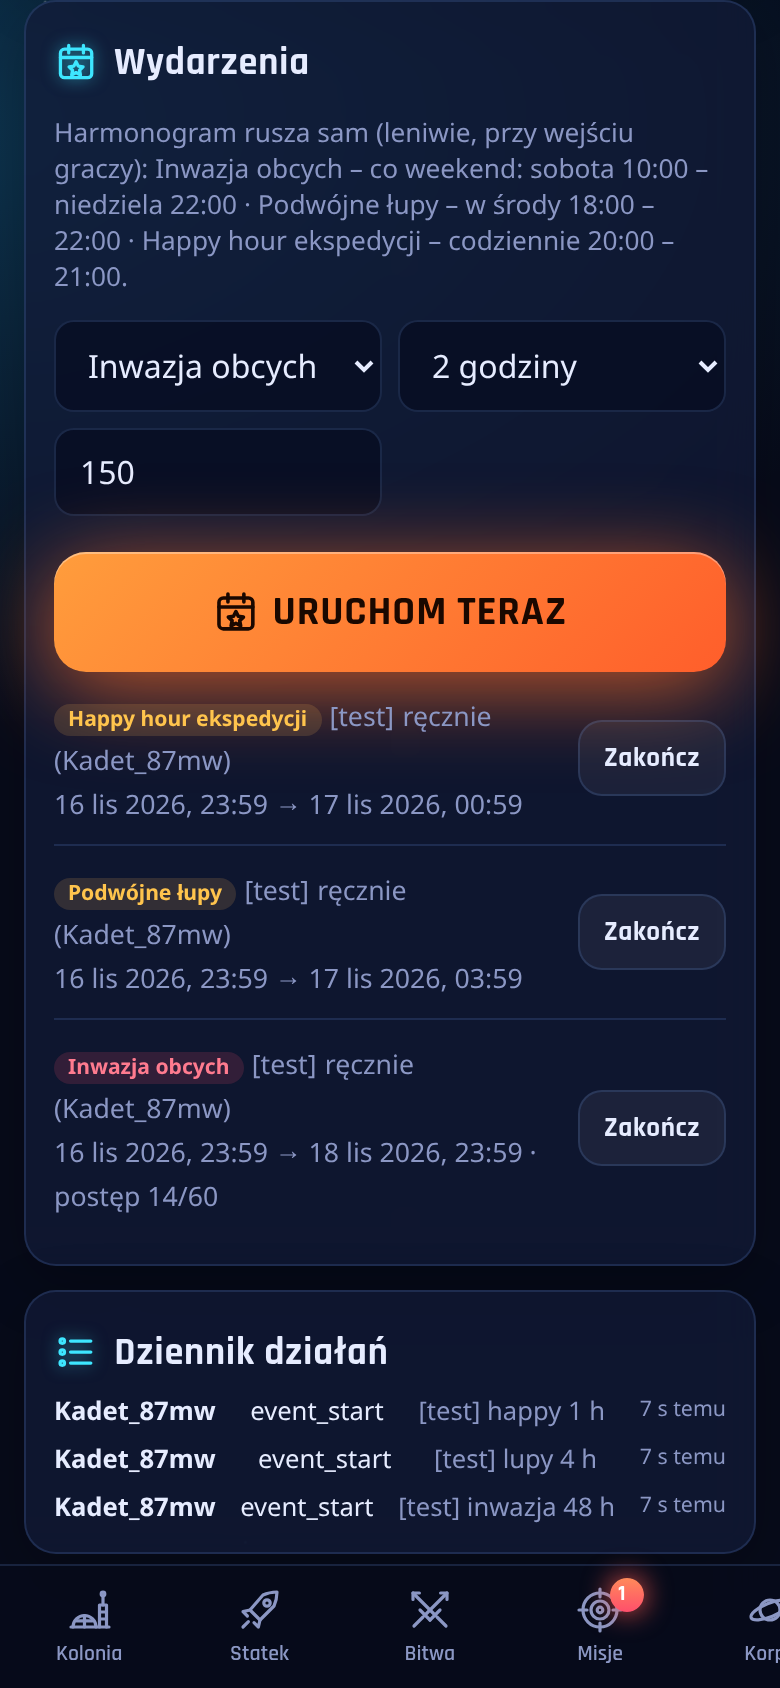 Wydarzenia
Harmonogram rusza sam (leniwie, przy wejściu
graczy): Inwazja obcych – co weekend: sobota 10:00 –
niedziela 22:00 · Podwójne łupy – w środy 18:00 –
22:00 · Happy hour ekspedycji – codziennie 20:00 –
21:00.
Inwazja obcych
2 godziny
150
URUCHOM TERAZ
Happy hour ekspedycji [test] ręcznie
(Kadet_87mw)
16 lis 2026, 23:59 → 17 lis 2026, 00:59
Zakończ
Podwójne łupy [test] ręcznie
(Kadet_87mw)
16 lis 2026, 23:59 → 17 lis 2026, 03:59
Zakończ
Inwazja obcych [test] ręcznie
(Kadet_87mw)
16 lis 2026, 23:59 → 18 lis 2026, 23:59 ·
postęp 14/60
Zakończ
Dziennik działań
Kadet_87mw event_start [test] happy 1 h 7 s temu
Kadet_87mw event_start [test] lupy 4 h 7 s temu
Kadet_87mw event_start [test] inwazja 48 h 7 s temu
1
Kolonia Statek Bitwa Misje Korp